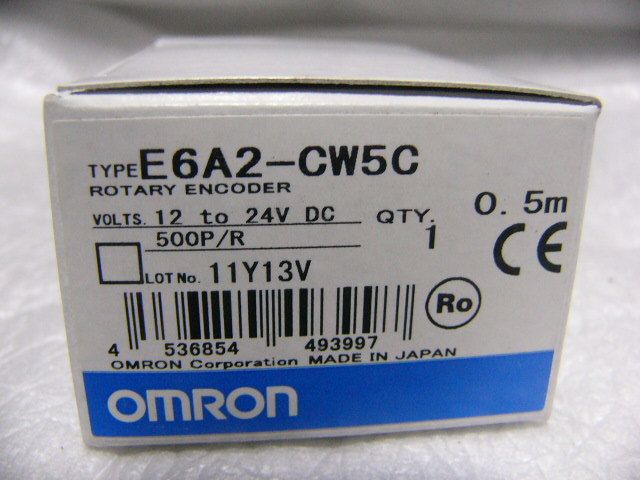 TYPE E6A2-CW5C
ROTARY ENCODER
0.5m
VOLTS. 12 to 24V DC QTY.
500P/R 1
CE
LOT No. 11Y13V
Ro
4 536854 493997
OMRON Corporation MADE IN JAPAN
OMRON